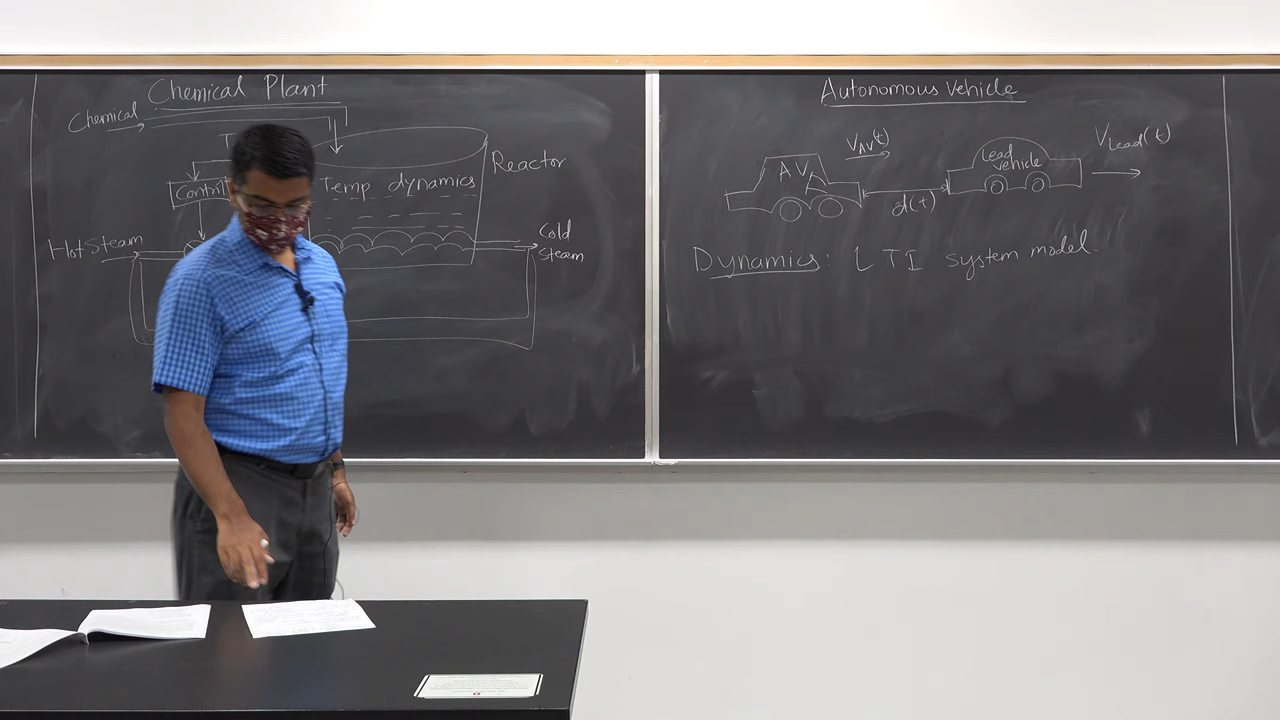 Chemical Plant
Chemical
T
Reactor
Temp dynamics
Hot Steam
Cold
Steam
Autonomous Vehicle
V_AV(t)
V_Lead(t)
AV
Lead
vehicle
d(t)
Dynamics: LTI system model.